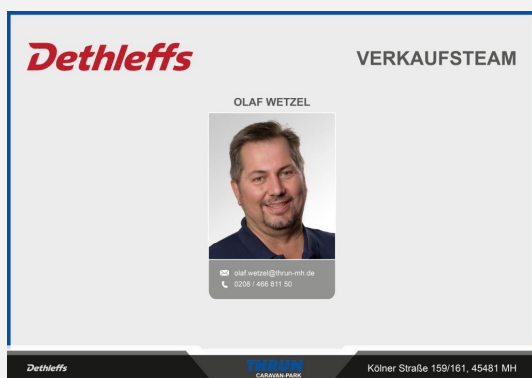 Dethleffs
VERKAUFSTEAM
OLAF WETZEL
olaf.wetzel@thrun-mh.de
0208 / 466 811 50
Dethleffs
THRUN
CARAVAN-PARK
Kölner Straße 159/161, 45481 MH